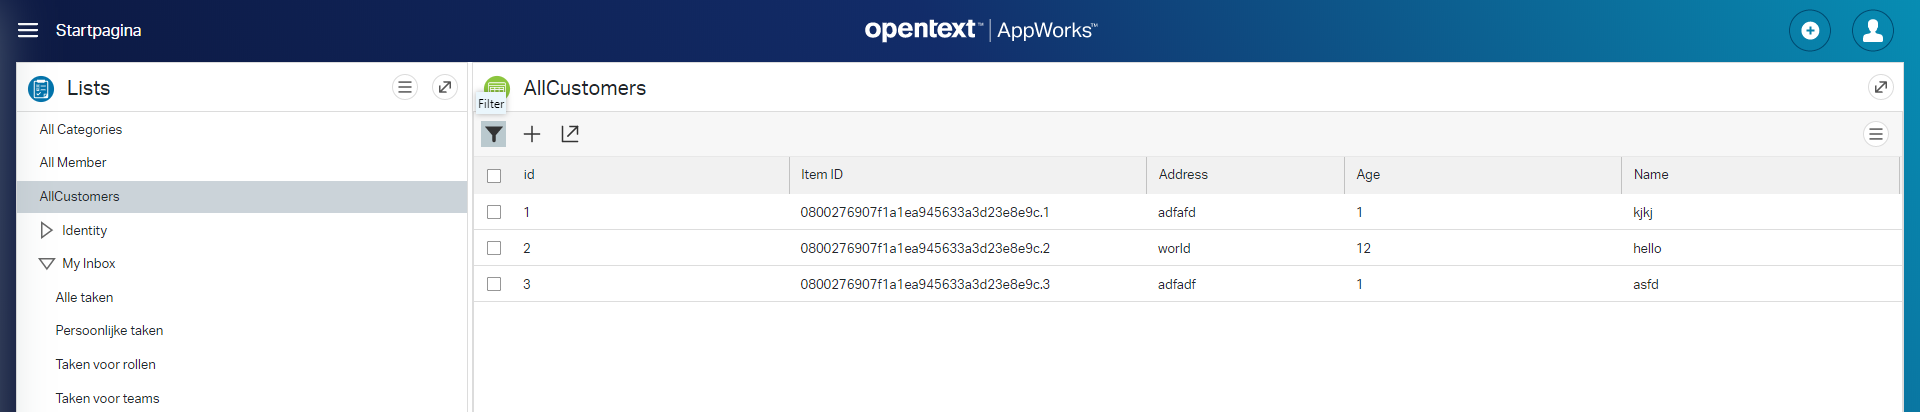 Startpagina
opentext™ | AppWorks™
Lists
AllCustomers
Filter
All Categories
All Member
AllCustomers
Identity
My Inbox
Alle taken
Persoonlijke taken
Taken voor rollen
Taken voor teams
id Item ID Address Age Name
1 0800276907f1a1ea945633a3d23e8e9c.1 adfafd 1 kjkj
2 0800276907f1a1ea945633a3d23e8e9c.2 world 12 hello
3 0800276907f1a1ea945633a3d23e8e9c.3 adfadf 1 asfd